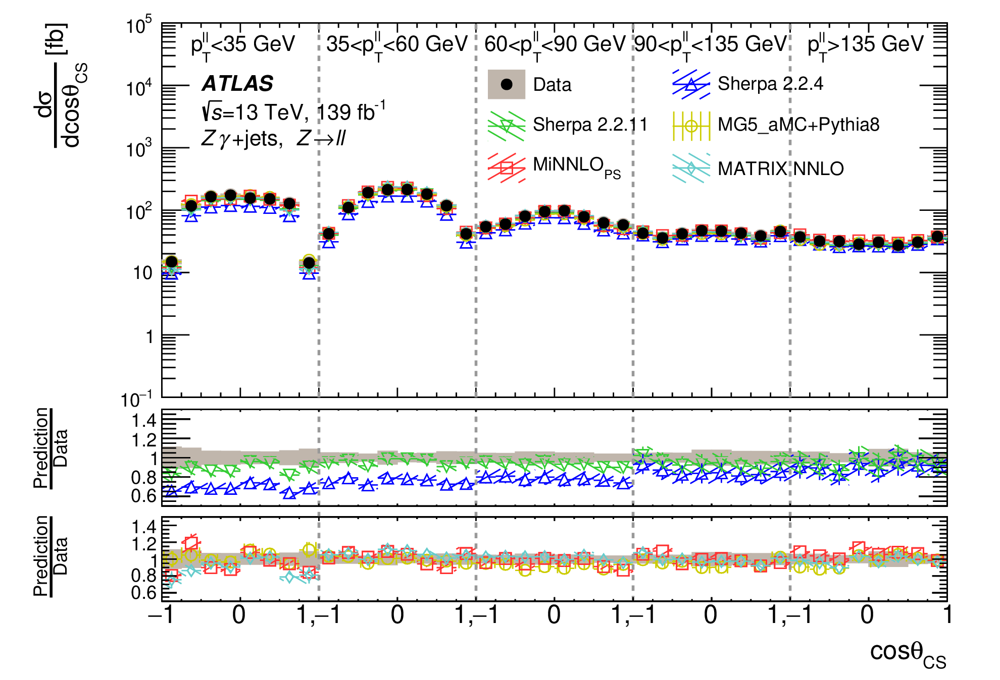 dσ
dcosθCS [fb]
10^5
10^4
10^3
10^2
10
1
10^−1
p_T^ll<35 GeV
35<p_T^ll<60 GeV
60<p_T^ll<90 GeV
90<p_T^ll<135 GeV
p_T^ll>135 GeV
ATLAS
√s=13 TeV, 139 fb^-1
Zγ+jets, Z→ll
Data
Sherpa 2.2.4
Sherpa 2.2.11
MG5_aMC+Pythia8
MiNNLO_PS
MATRIX NNLO
Prediction
Data
1.4
1.2
1
0.8
0.6
Prediction
Data
1.4
1.2
1
0.8
0.6
−1 0 1,−1 0 1,−1 0 1,−1 0 1,−1 0 1
cosθCS